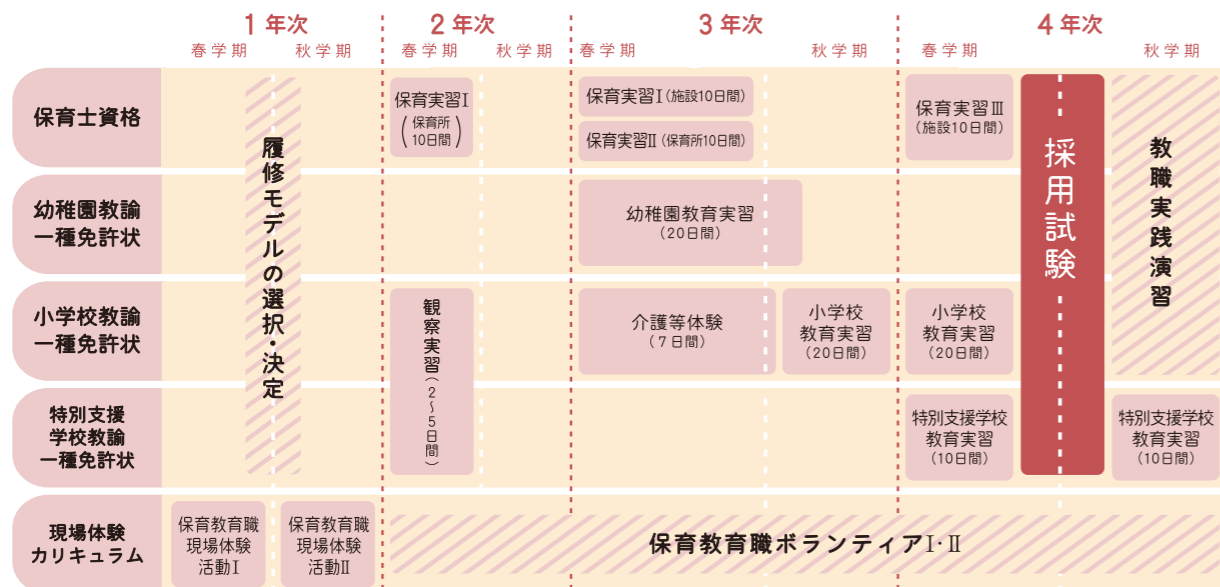 1年次
2年次
3年次
4年次
春学期
秋学期
春学期
秋学期
春学期
秋学期
春学期
秋学期
保育士資格
保育実習Ⅰ
(保育所
10日間)
保育実習Ⅰ(施設10日間)
保育実習Ⅱ(保育所10日間)
保育実習Ⅲ
(施設10日間)
履修モデルの選択・決定
採用試験
教職実践演習
幼稚園教諭
一種免許状
幼稚園教育実習
(20日間)
小学校教諭
一種免許状
観察実習(2〜5日間)
介護等体験
(7日間)
小学校
教育実習
(20日間)
小学校
教育実習
(20日間)
特別支援
学校教諭
一種免許状
特別支援学校
教育実習
(10日間)
特別支援学校
教育実習
(10日間)
現場体験
カリキュラム
保育教育職
現場体験
活動Ⅰ
保育教育職
現場体験
活動Ⅱ
保育教育職ボランティアⅠ・Ⅱ